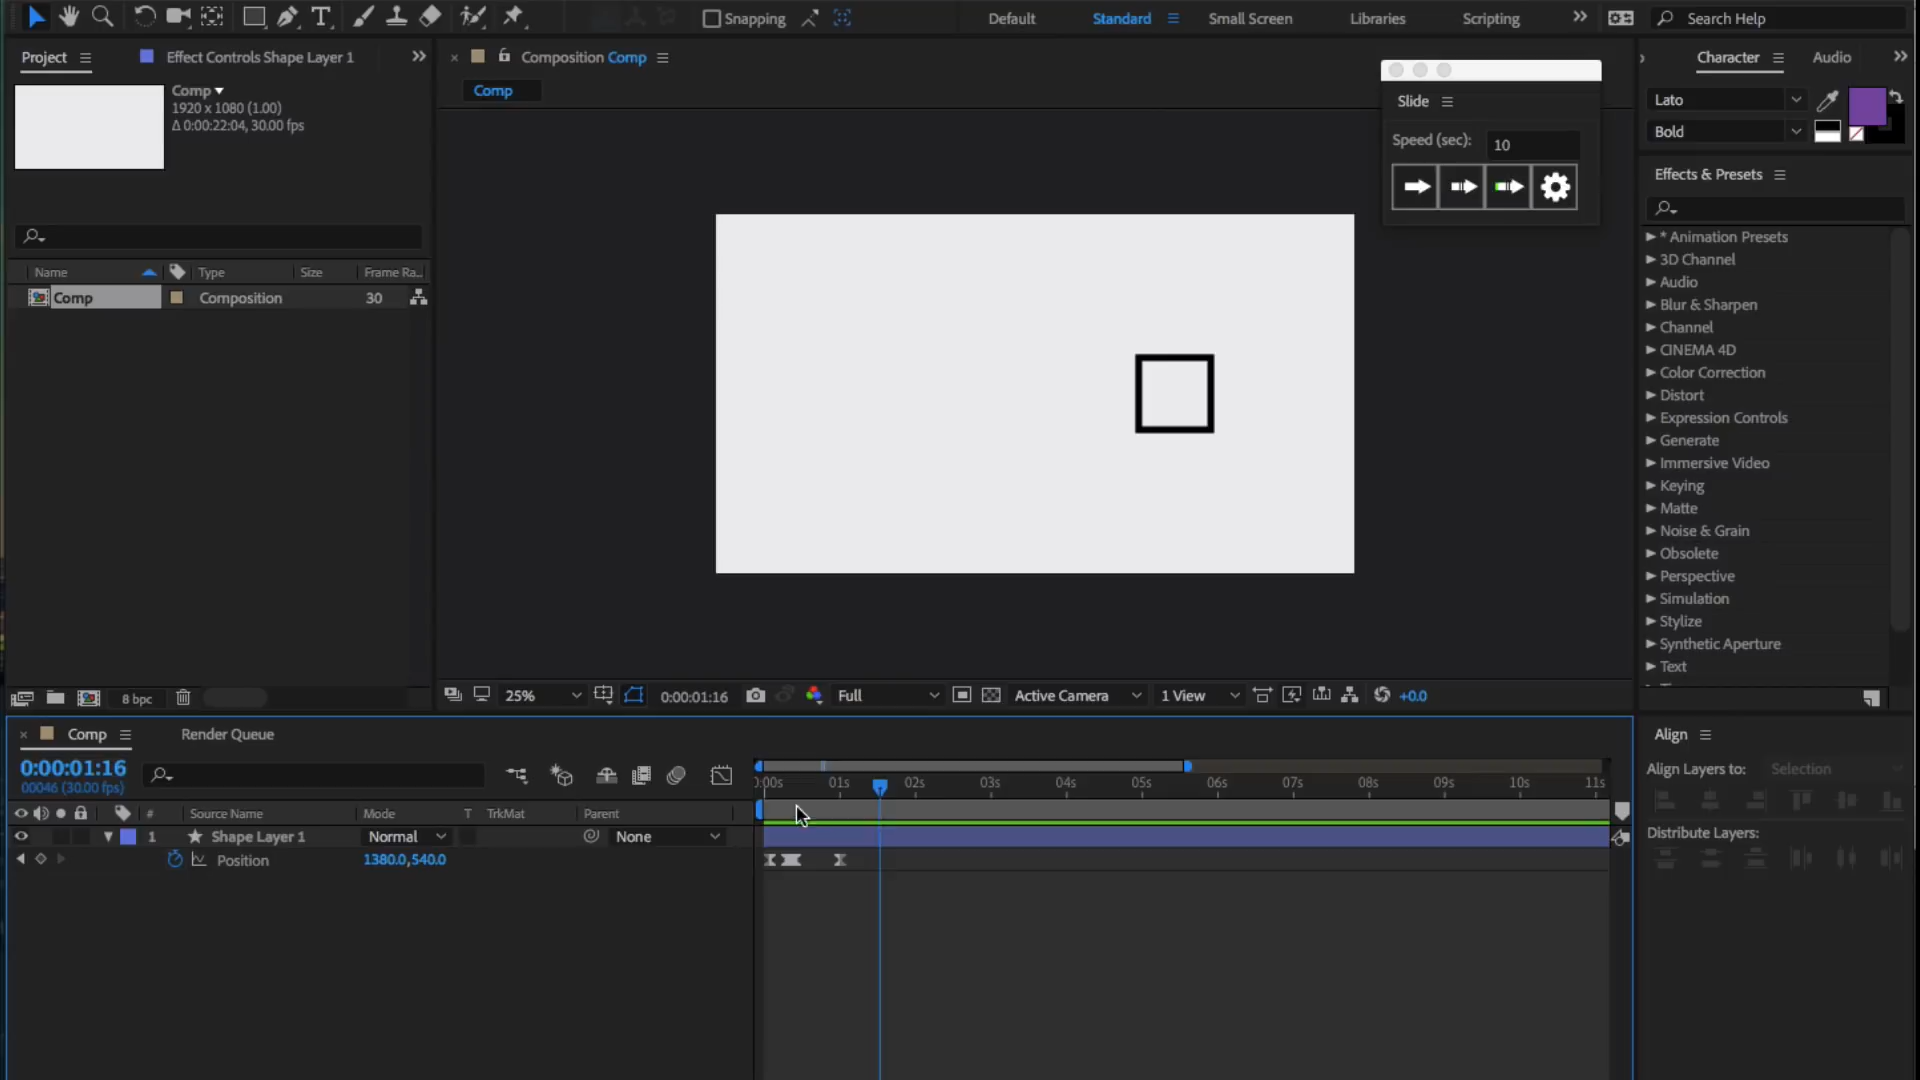 Snapping
Default
Standard
Small Screen
Libraries
Scripting
Search Help
Project
Effect Controls Shape Layer 1
Composition Comp
Comp
Comp
1920 x 1080 (1.00)
Δ 0:00:22:04, 30.00 fps
Name
Type
Size
Frame Ra...
Comp
Composition
30
8 bpc
Slide
Speed (sec):
10
25%
0:00:01:16
Full
Active Camera
1 View
+0.0
Character
Audio
Lato
Bold
Effects & Presets
* Animation Presets
3D Channel
Audio
Blur & Sharpen
Channel
CINEMA 4D
Color Correction
Distort
Expression Controls
Generate
Immersive Video
Keying
Matte
Noise & Grain
Obsolete
Perspective
Simulation
Stylize
Synthetic Aperture
Text
Comp
Render Queue
0:00:01:16
00046 (30.00 fps)
#
Source Name
Mode
T
TrkMat
Parent
1
Shape Layer 1
Normal
None
Position
1380.0,540.0
0:00s
01s
02s
03s
04s
05s
06s
07s
08s
09s
10s
11s
Align
Align Layers to:
Selection
Distribute Layers: